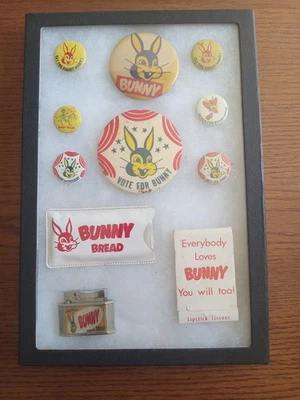 BUNNY
VOTE FOR BUNNY
BUNNY
BREAD
Everybody
Loves
BUNNY
You will too!
Lipstick Tissues
BUNNY